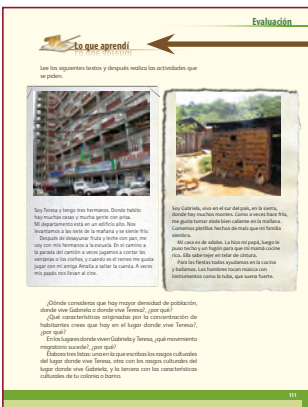 Evaluación
Lo que aprendí
Lee los siguientes textos y después realiza las actividades que
se piden.
Soy Teresa y tengo tres hermanos. Donde habito
hay muchas casas y mucha gente con prisa.
Mi departamento está en un edificio alto. Nos
levantamos a las siete de la mañana y se siente frío.
Después de desayunar fruta y leche con pan, me
voy con mis hermanos a la escuela. En el camino a
la parada del camión a veces jugamos a contar las
ventanas o los coches, y cuando es el recreo me gusta
jugar con mi amiga Amalia a saltar la cuerda. A veces
mis papás nos llevan al cine.
Soy Gabriela, vivo en el sur del país, en la sierra,
donde hay muchos montes. Como a veces hace frío,
me gusta tomar atole bien caliente en la mañana.
Comemos platillos hechos de maíz que mi familia
siembra.
Mi casa es de adobe. La hizo mi papá, luego le
puso techo y un fogón para que mi mamá cocine
rico. Ella sabe tejer en telar de cintura.
Para las fiestas todos ayudamos en la cocina
y bailamos. Los hombres tocan música con
instrumentos como la tuba, que suena fuerte.
¿Dónde consideras que hay mayor densidad de población,
donde vive Gabriela o donde vive Teresa?, ¿por qué?
¿Qué características originadas por la concentración de
habitantes crees que hay en el lugar donde vive Teresa?,
¿por qué?
En los lugares donde viven Gabriela y Teresa, ¿qué movimiento
migratorio sucede?, ¿por qué?
Elabora tres listas: una en la que escribas los rasgos culturales
del lugar donde vive Teresa, otra con los rasgos culturales del
lugar donde vive Gabriela, y la tercera con las características
culturales de tu colonia o barrio.
111